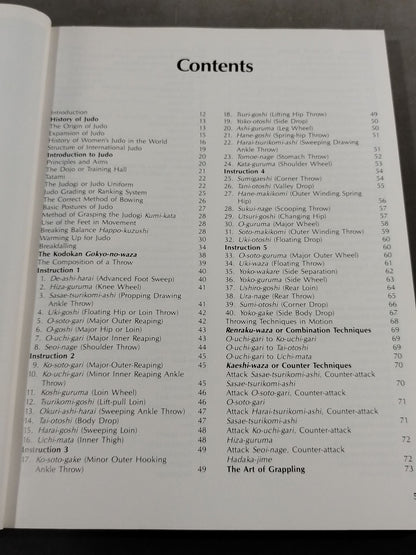 Contents
Introduction 12
History of Judo 13
The Origin of Judo 13
Expansion of Judo 15
History of Women's Judo in the World 16
Structure of International Judo 19
Introduction to Judo 20
Principles and Aims 20
The Dojo or Training Hall 21
Tatami 22
The Judogi or Judo Uniform 23
Judo Grading or Ranking System 24
The Correct Method of Bowing 26
Basic Postures of Judo 27
Method of Grasping the Judogi Kumi-kata 28
Use of the Feet in Movement 28
Breaking Balance Happo-kuzushi 30
Warming Up for Judo 33
Breakfalling 34
The Kodokan Gokyo-no-waza 38
The Composition of a Throw 38
Instruction 1 39
1. De-ashi-harai (Advanced Foot Sweep) 40
2. Hiza-guruma (Knee Wheel) 40
3. Sasae-tsurikomi-ashi (Propping Drawing
Ankle Throw) 41
4. Uki-goshi (Floating Hip or Loin Throw) 41
5. O-soto-gari (Major Outer Reaping) 42
6. O-goshi (Major Hip or Loin) 43
7. O-uchi-gari (Major Inner Reaping) 43
8. Seoi-nage (Shoulder Throw) 44
Instruction 2 45
9. Ko-soto-gari (Major-Outer-Reaping) 45
10. Ko-uchi-gari (Minor Inner Reaping Ankle
Throw) 45
11. Koshi-guruma (Loin Wheel) 46
12. Tsurikomi-goshi (Lift-pull Loin) 46
13. Okuri-ashi-harai (Sweeping Ankle Throw) 47
14. Tai-otoshi (Body Drop) 47
15. Harai-goshi (Sweeping Loin) 48
16. Uchi-mata (Inner Thigh) 48
Instruction 3 49
17. Ko-soto-gake (Minor Outer Hooking
Ankle Throw) 49
18. Tsuri-goshi (Lifting Hip Throw) 49
19. Yoko-otoshi (Side Drop) 50
20. Ashi-guruma (Leg Wheel) 50
21. Hane-goshi (Spring-hip Throw) 51
22. Harai-tsurikomi-ashi (Sweeping Drawing
Ankle Throw) 51
23. Tomoe-nage (Stomach Throw) 52
24. Kata-guruma (Shoulder Wheel) 53
Instruction 4 54
25. Sumigaeshi (Corner Throw) 54
26. Tani-otoshi (Valley Drop) 55
27. Hane-makikomi (Outer Winding Spring
Hip) 56
28. Sukui-nage (Scooping Throw) 57
29. Utsuri-goshi (Changing Hip) 57
30. O-guruma (Major Wheel) 58
31. Soto-makikomi (Outer Winding Throw) 59
32. Uki-otoshi (Floating Drop) 60
Instruction 5 60
33. O-soto-guruma (Major Outer Wheel) 60
34. Uki-waza (Floating Throw) 61
35. Yoko-wakare (Side Separation) 62
36. Yoko-guruma (Side Wheel) 63
37. Ushiro-goshi (Rear Loin) 64
38. Ura-nage (Rear Throw) 65
39. Sumi-otoshi (Corner Drop) 66
40. Yoko-gake (Side Body Drop) 67
Throwing Techniques in Motion 68
Renraku-waza or Combination Techniques 69
O-uchi-gari to Ko-uchi-gari 69
O-uchi-gari to Tai-otoshi 69
O-uchi-gari to Uchi-mata 70
Kaeshi-waza or Counter Techniques 70
Attack Sasae-tsurikomi-ashi, Counter-attack
Sasae-tsurikomi-ashi 70
Attack O-soto-gari, Counter-attack
O-soto-gari 71
Attack Harai-tsurikomi-ashi, Counter-attack
Sasae-tsurikomi-ashi 71
Attack Ko-uchi-gari, Counter-attack
Hiza-guruma 72
Attack Seoi-nage, Counter-attack
Hadaka-jime 72
The Art of Grappling 73
5